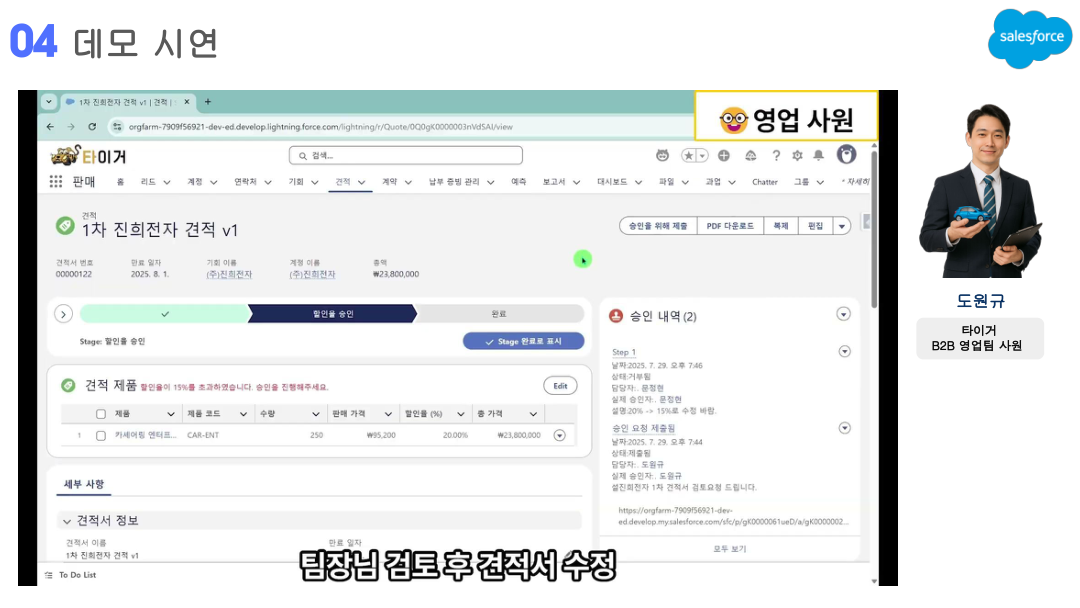 04 데모 시연
salesforce
1차 진희전자 견적 v1 | 견적 |
orgfarm-7909f56921-dev-ed.develop.lightning.force.com/lightning/r/Quote/0Q0gK0000003nVdSAI/view
영업 사원
타이거
검색...
판매
홈
리드
계정
연락처
기회
견적
계약
납부 증빙 관리
예측
보고서
대시보드
파일
과업
Chatter
그룹
* 자세히
견적
1차 진희전자 견적 v1
승인을 위해 제출
PDF 다운로드
복제
편집
견적서 번호
00000122
만료 일자
2025. 8. 1.
기회 이름
(주)진희전자
계정 이름
(주)진희전자
총액
₩23,800,000
할인율 승인
완료
Stage: 할인율 승인
Stage 완료로 표시
견적 제품 할인율이 15%를 초과하였습니다. 승인을 진행해주세요.
Edit
제품
제품 코드
수량
판매 가격
할인율 (%)
총 가격
1 카세어링 엔터프... CAR-ENT 250 ₩95,200 20.00% ₩23,800,000
세부 사항
견적서 정보
견적서 이름
1차 진희전자 견적 v1
만료 일자
To Do List
승인 내역 (2)
Step 1
날짜:2025. 7. 29. 오후 7:46
상태:거부됨
담당자:. 문정현
실제 승인자:. 문정현
설명:20% -> 15%로 수정 바람.
승인 요청 제출됨
날짜:2025. 7. 29. 오후 7:44
상태:제출됨
담당자:. 도원규
실제 승인자:. 도원규
설진희전자 1차 견적서 검토요청 드립니다.
https://orgfarm-7909f56921-dev-
ed.develop.my.salesforce.com/sfc/p/gK0000061ueD/a/gK0000002...
모두 보기
팀장님 검토 후 견적서 수정
도원규
타이거
B2B 영업팀 사원